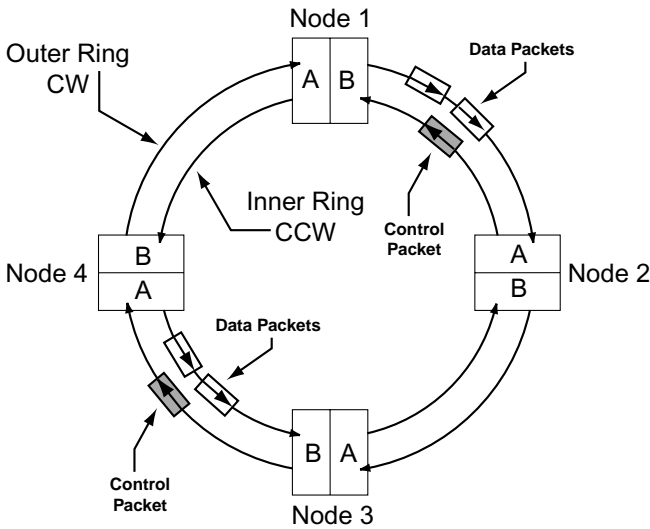 Node 1
Outer Ring
CW
A
B
Data Packets
Inner Ring
CCW
Control
Packet
Node 4
B
A
A
B
Node 2
Data Packets
Control
Packet
B
A
Node 3